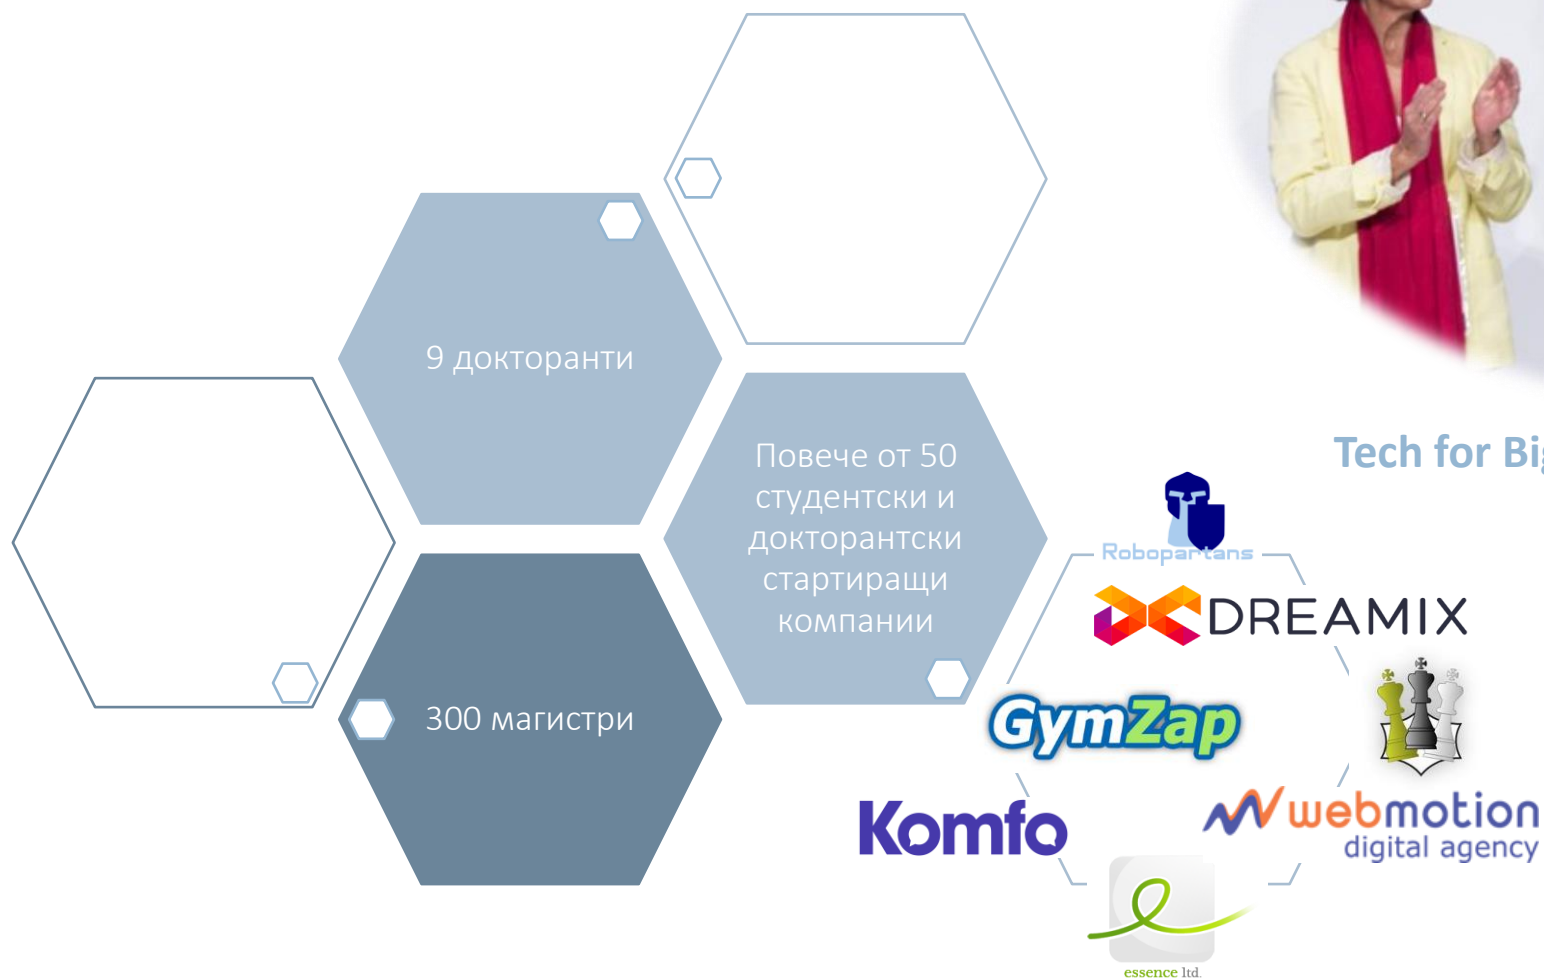 9 докторанти
Повече от 50
студентски и
докторантски
стартиращи
компании
300 магистри
Tech for Big
Robopartans
DREAMIX
GymZap
Komfo
webmotion
digital agency
essence ltd.